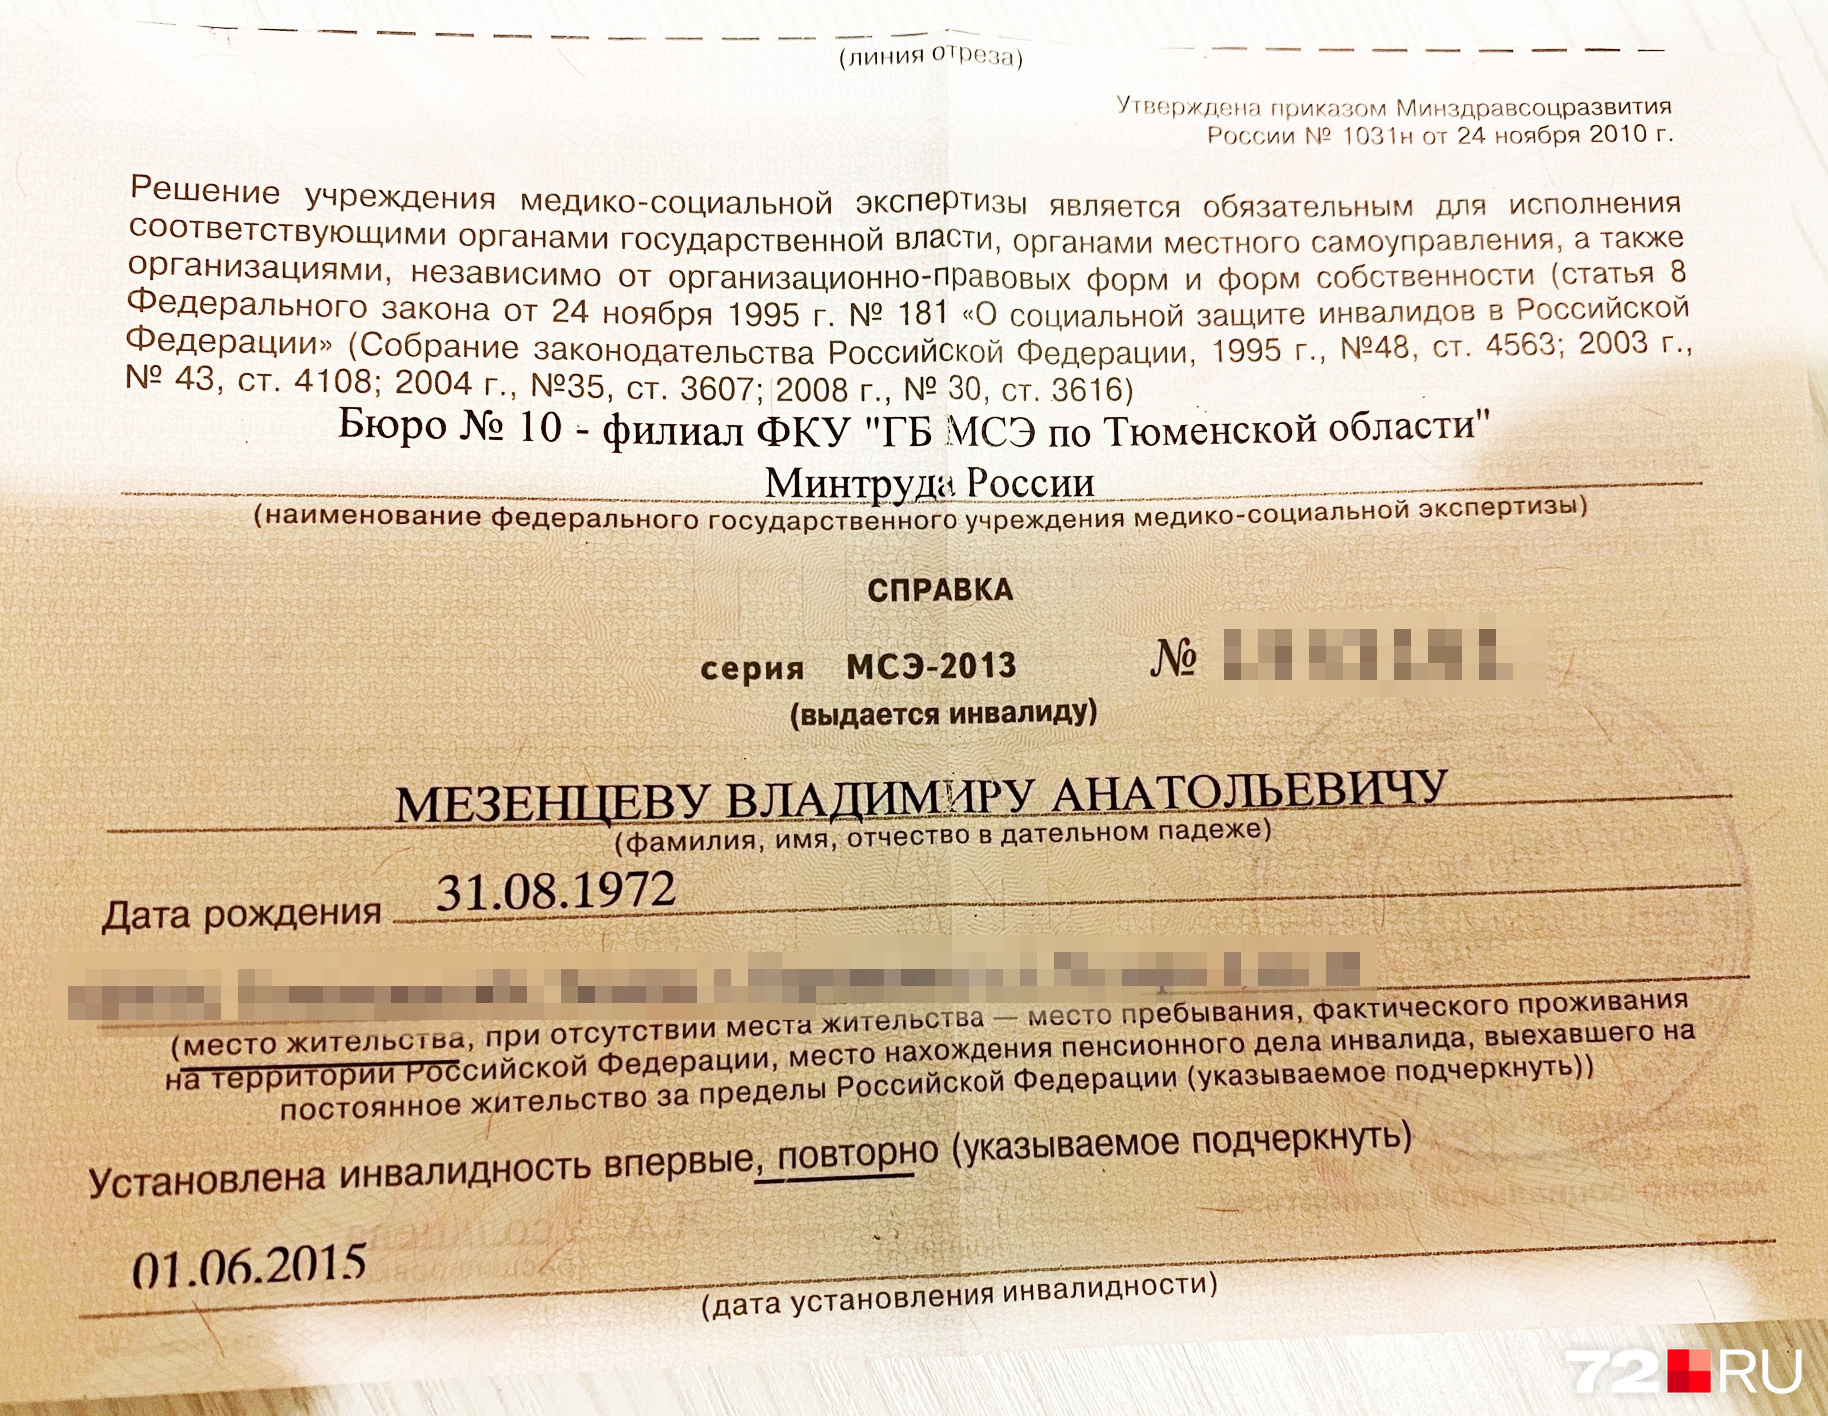 (линия отреза)
Утверждена приказом Минздравсоцразвития
России № 1031н от 24 ноября 2010 г.
Решение учреждения медико-социальной экспертизы является обязательным для исполнения
соответствующими органами государственной власти, органами местного самоуправления, а также
организациями, независимо от организационно-правовых форм и форм собственности (статья 8
Федерального закона от 24 ноября 1995 г. № 181 «О социальной защите инвалидов в Российской
Федерации» (Собрание законодательства Российской Федерации, 1995 г., №48, ст. 4563; 2003 г.,
№ 43, ст. 4108; 2004 г., №35, ст. 3607; 2008 г., № 30, ст. 3616)
Бюро № 10 - филиал ФКУ "ГБ МСЭ по Тюменской области"
Минтруда России
(наименование федерального государственного учреждения медико-социальной экспертизы)
СПРАВКА
серия МСЭ-2013 №
(выдается инвалиду)
МЕЗЕНЦЕВУ ВЛАДИМИРУ АНАТОЛЬЕВИЧУ
(фамилия, имя, отчество в дательном падеже)
Дата рождения 31.08.1972
(место жительства, при отсутствии места жительства — место пребывания, фактического проживания
на территории Российской Федерации, место нахождения пенсионного дела инвалида, выехавшего на
постоянное жительство за пределы Российской Федерации (указываемое подчеркнуть))
Установлена инвалидность впервые, повторно (указываемое подчеркнуть)
01.06.2015
(дата установления инвалидности)
72.RU